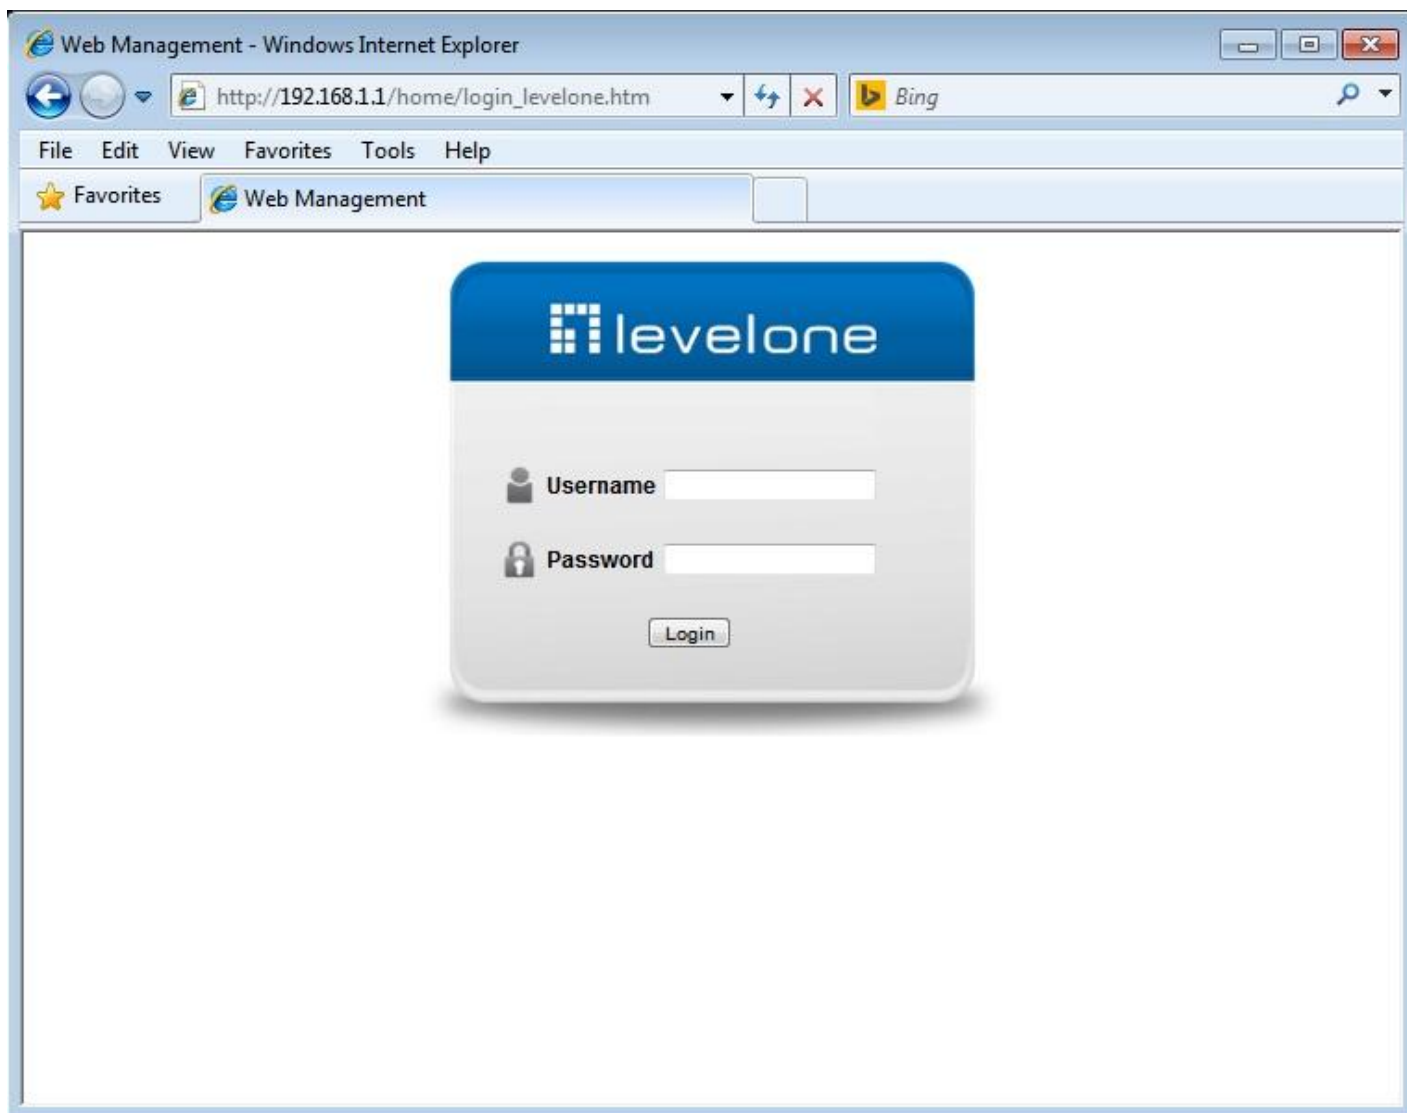 Web Management - Windows Internet Explorer
http://192.168.1.1/home/login_levelone.htm
Bing
File Edit View Favorites Tools Help
Favorites
Web Management
levelone
Username
Password
Login